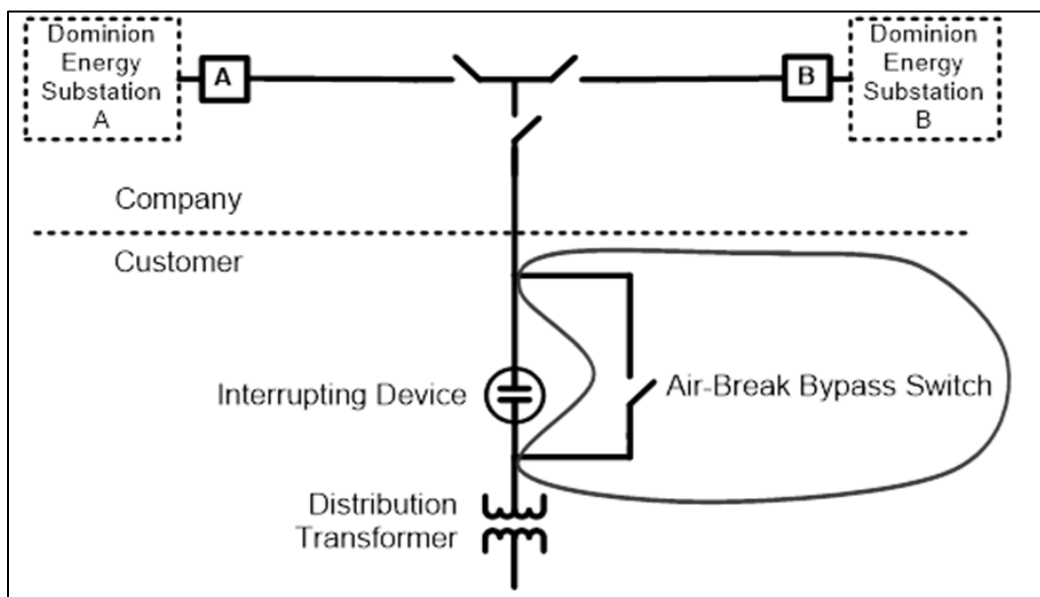 Dominion
Energy
Substation
A
A
B
Dominion
Energy
Substation
B
Company
Customer
Interrupting Device
Air-Break Bypass Switch
Distribution
Transformer